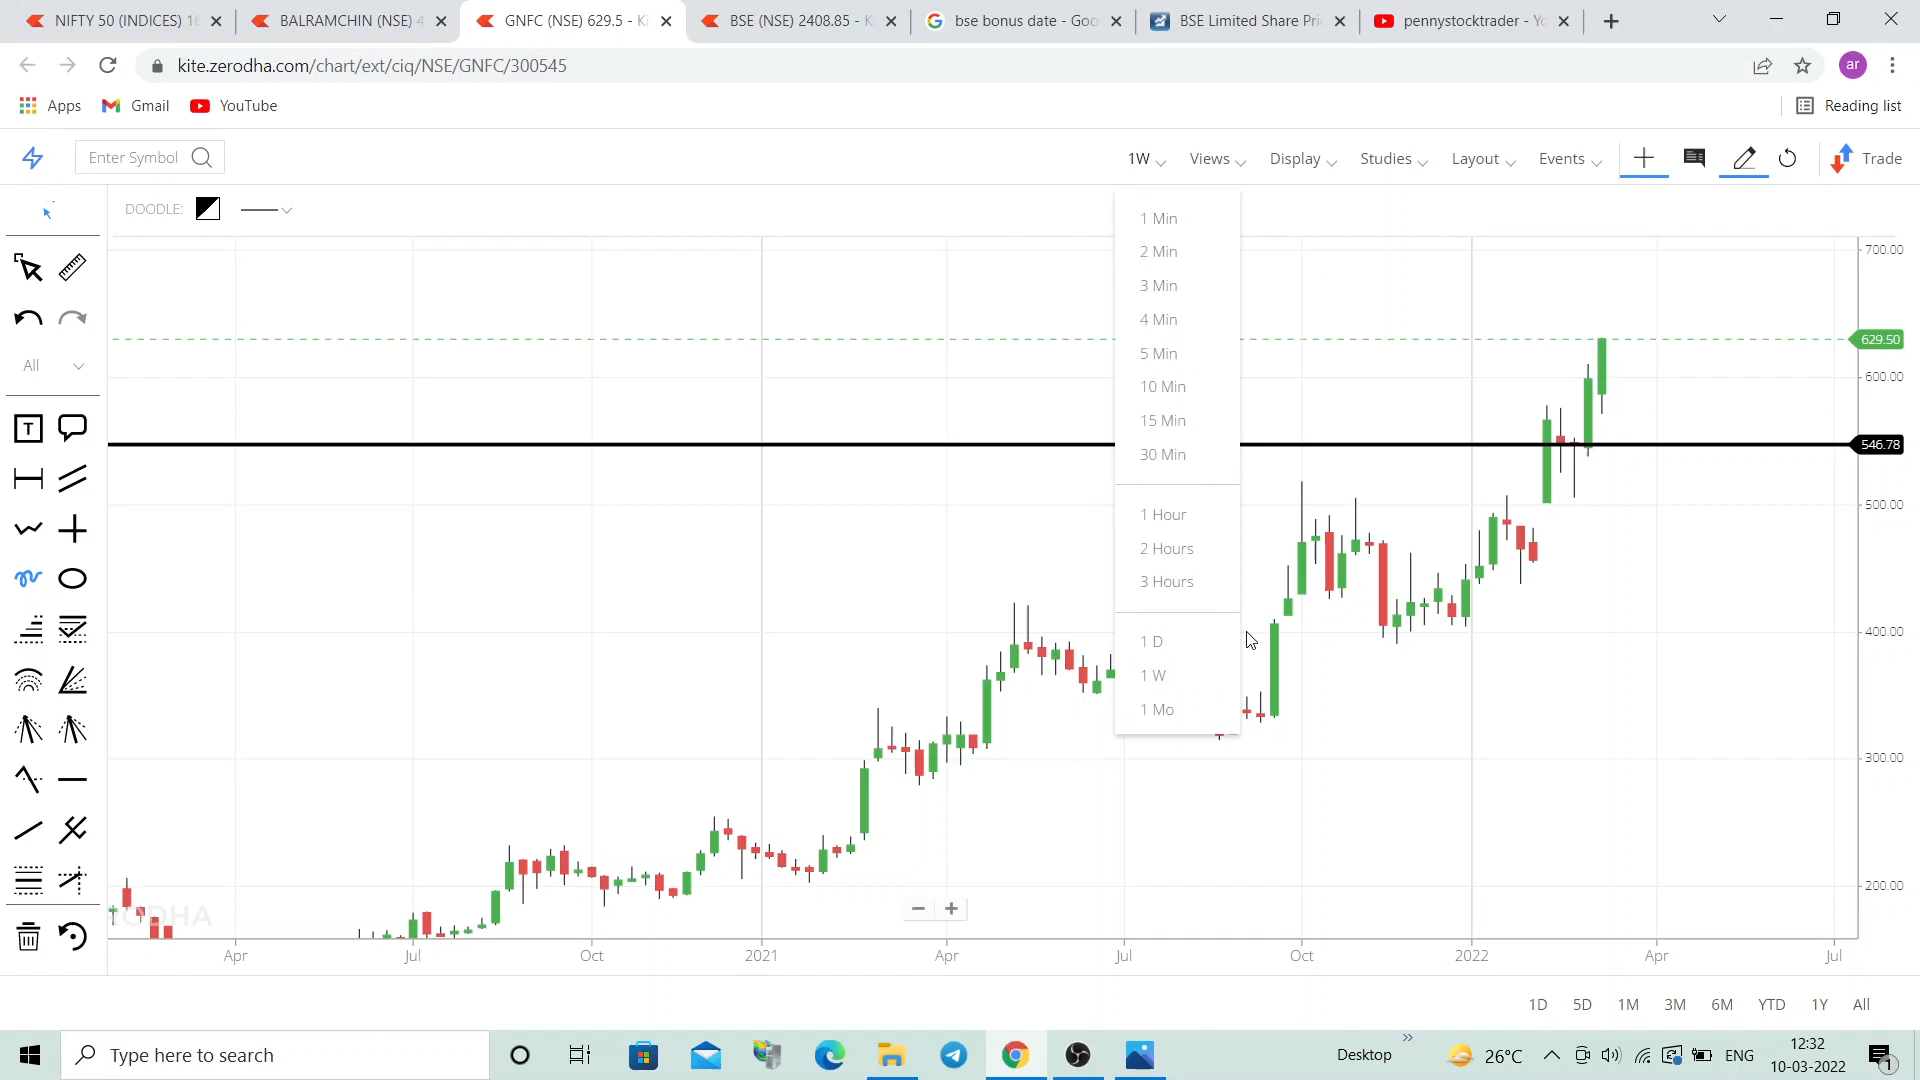 NIFTY 50 (INDICES) 16
BALRAMCHIN (NSE) 4
GNFC (NSE) 629.5 - Ki
BSE (NSE) 2408.85 - K
bse bonus date - Goo
BSE Limited Share Pri
pennystocktrader - Yo
kite.zerodha.com/chart/ext/ciq/NSE/GNFC/300545
ar
Apps
Gmail
YouTube
Reading list
Enter Symbol
1W
Views
Display
Studies
Layout
Events
Trade
DOODLE:
All
T
1 Min
2 Min
3 Min
4 Min
5 Min
10 Min
15 Min
30 Min
1 Hour
2 Hours
3 Hours
1 D
1 W
1 Mo
700.00
629.50
600.00
546.78
500.00
400.00
300.00
200.00
Apr
Jul
Oct
2021
Apr
Jul
Oct
2022
Apr
Jul
1D
5D
1M
3M
6M
YTD
1Y
All
Type here to search
Desktop
26°C
ENG
12:32
10-03-2022
1